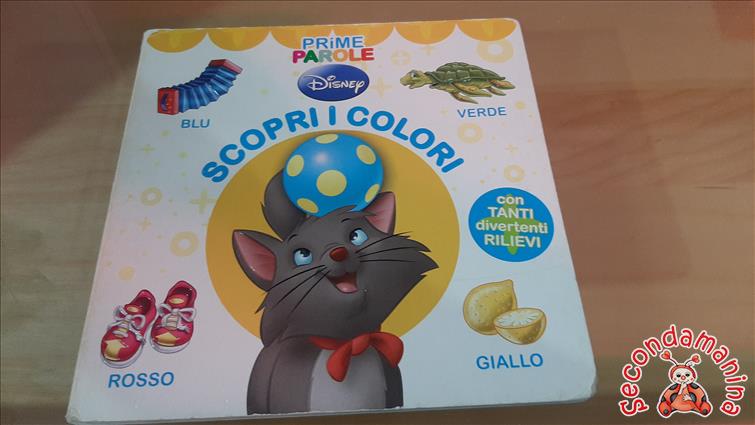 PRIME
PAROLE
Disney
SCOPRI I COLORI
BLU
VERDE
con
TANTI
divertenti
RILIEVI
ROSSO
GIALLO
Secondamanina